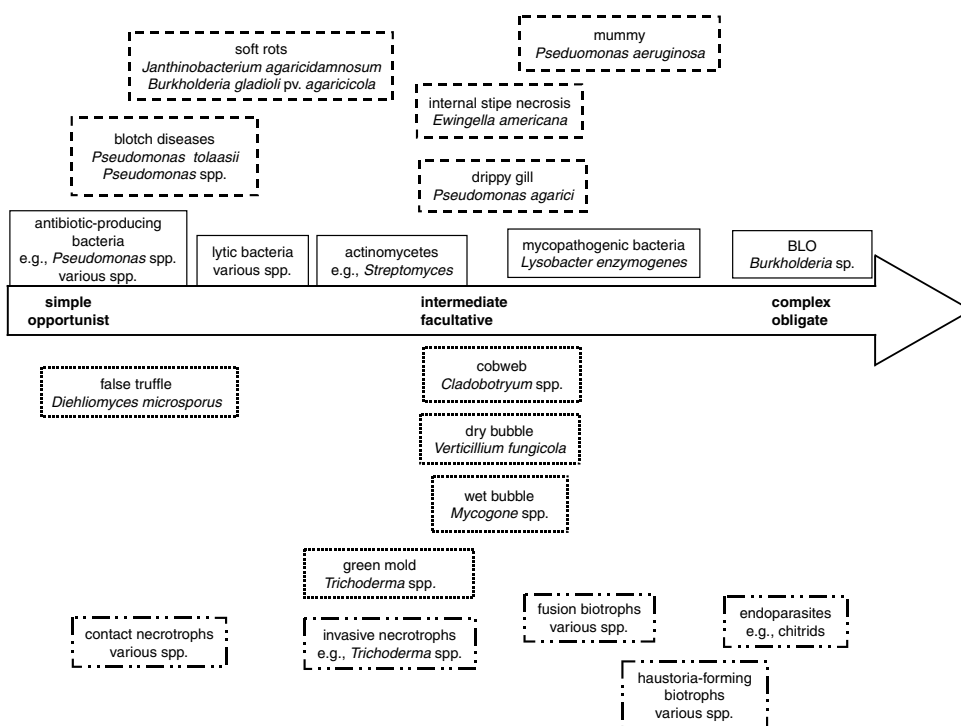 soft rots
Janthinobacterium agaricidamnosum
Burkholderia gladioli pv. agaricicola
mummy
Pseduomonas aeruginosa
internal stipe necrosis
Ewingella americana
blotch diseases
Pseudomonas tolaasii
Pseudomonas spp.
drippy gill
Pseudomonas agarici
antibiotic-producing
bacteria
e.g., Pseudomonas spp.
various spp.
lytic bacteria
various spp.
actinomycetes
e.g., Streptomyces
mycopathogenic bacteria
Lysobacter enzymogenes
BLO
Burkholderia sp.
simple
opportunist
intermediate
facultative
complex
obligate
false truffle
Diehliomyces microsporus
cobweb
Cladobotryum spp.
dry bubble
Verticillium fungicola
wet bubble
Mycogone spp.
green mold
Trichoderma spp.
contact necrotrophs
various spp.
invasive necrotrophs
e.g., Trichoderma spp.
fusion biotrophs
various spp.
endoparasites
e.g., chitrids
haustoria-forming
biotrophs
various spp.